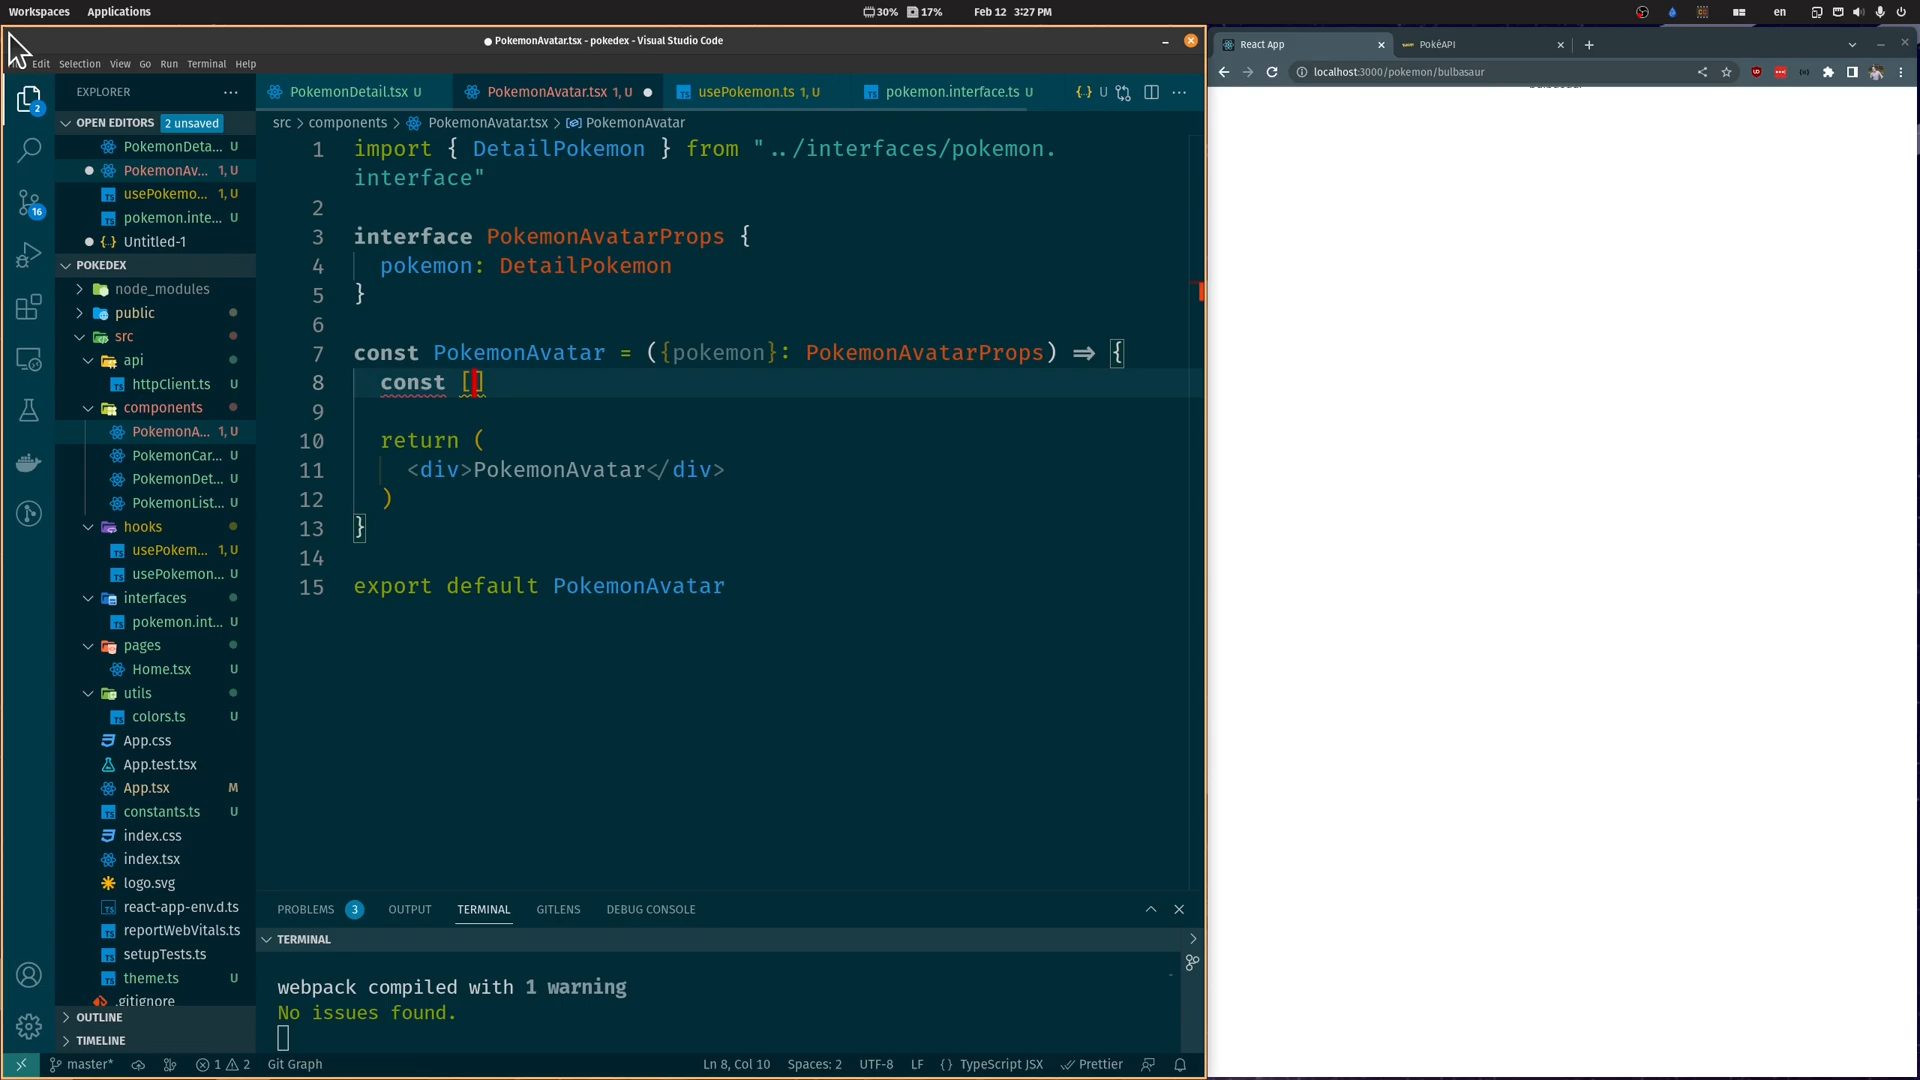 Workspaces Applications 30% 17% Feb 12 3:27 PM en
PokemonAvatar.tsx - pokedex - Visual Studio Code
Edit Selection View Go Run Terminal Help
React App PokéAPI
localhost:3000/pokemon/bulbasaur
EXPLORER
PokemonDetail.tsx U PokemonAvatar.tsx 1, U usePokemon.ts 1, U pokemon.interface.ts U {..} U
src > components > PokemonAvatar.tsx > PokemonAvatar
OPEN EDITORS 2 unsaved
PokemonDeta... U
PokemonAv... 1, U
usePokemo... 1, U
pokemon.inte... U
{..} Untitled-1
POKEDEX
node_modules
public
src
api
httpClient.ts U
components
PokemonA... 1, U
PokemonCar... U
PokemonDet... U
PokemonList... U
hooks
usePokem... 1, U
usePokemon... U
interfaces
pokemon.int... U
pages
Home.tsx U
utils
colors.ts U
App.css
App.test.tsx
App.tsx M
constants.ts U
index.css
index.tsx
logo.svg
react-app-env.d.ts
reportWebVitals.ts
setupTests.ts
theme.ts U
.gitignore
OUTLINE
TIMELINE
1 import { DetailPokemon } from "../interfaces/pokemon.
interface"
2
3 interface PokemonAvatarProps {
4 pokemon: DetailPokemon
5 }
6
7 const PokemonAvatar = ({pokemon}: PokemonAvatarProps) => {
8 const []
9
10 return (
11 <div>PokemonAvatar</div>
12 )
13 }
14
15 export default PokemonAvatar
PROBLEMS 3 OUTPUT TERMINAL GITLENS DEBUG CONSOLE
TERMINAL
webpack compiled with 1 warning
No issues found.
master* 1 2 Git Graph Ln 8, Col 10 Spaces: 2 UTF-8 LF {} TypeScript JSX Prettier
2
16